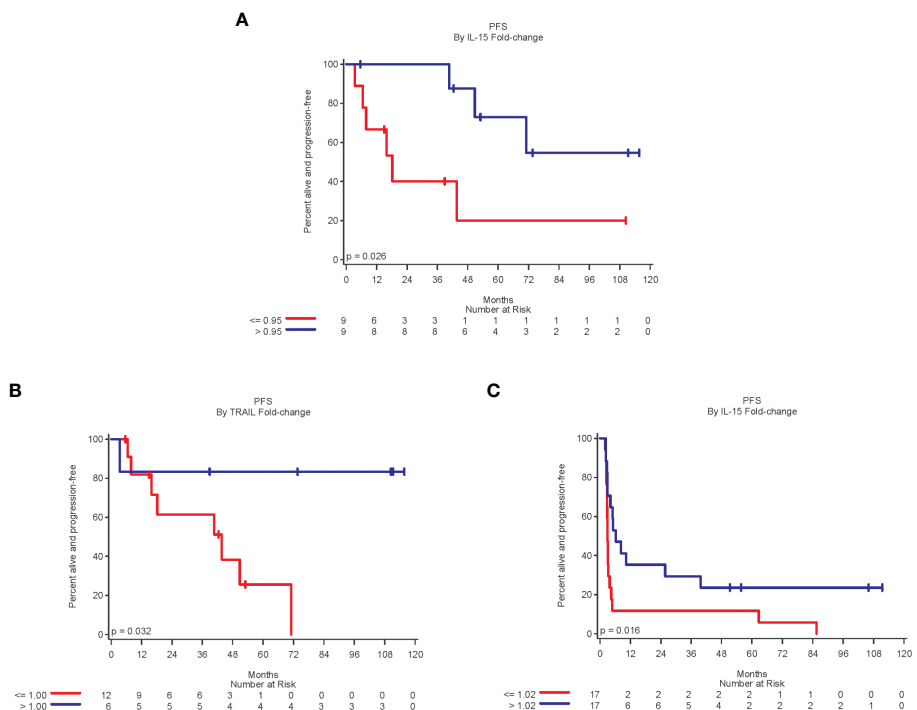 A
PFS
By IL-15 Fold-change
Percent alive and progression-free
100
80
60
40
20
0
p = 0.026
0 12 24 36 48 60 72 84 96 108 120
Months
Number at Risk
<= 0.95 9 6 3 3 1 1 1 1 1 1 0
> 0.95 9 8 8 8 6 4 3 2 2 2 0
B
PFS
By TRAIL Fold-change
Percent alive and progression-free
100
80
60
40
20
0
p = 0.032
0 12 24 36 48 60 72 84 96 108 120
Months
Number at Risk
<= 1.00 12 9 6 6 3 1 0 0 0 0 0
> 1.00 6 5 5 5 4 4 4 3 3 3 0
C
PFS
By IL-15 Fold-change
Percent alive and progression-free
100
80
60
40
20
0
p = 0.016
0 12 24 36 48 60 72 84 96 108 120
Months
Number at Risk
<= 1.02 17 2 2 2 2 2 1 1 0 0 0
> 1.02 17 6 6 5 4 2 2 2 2 1 0